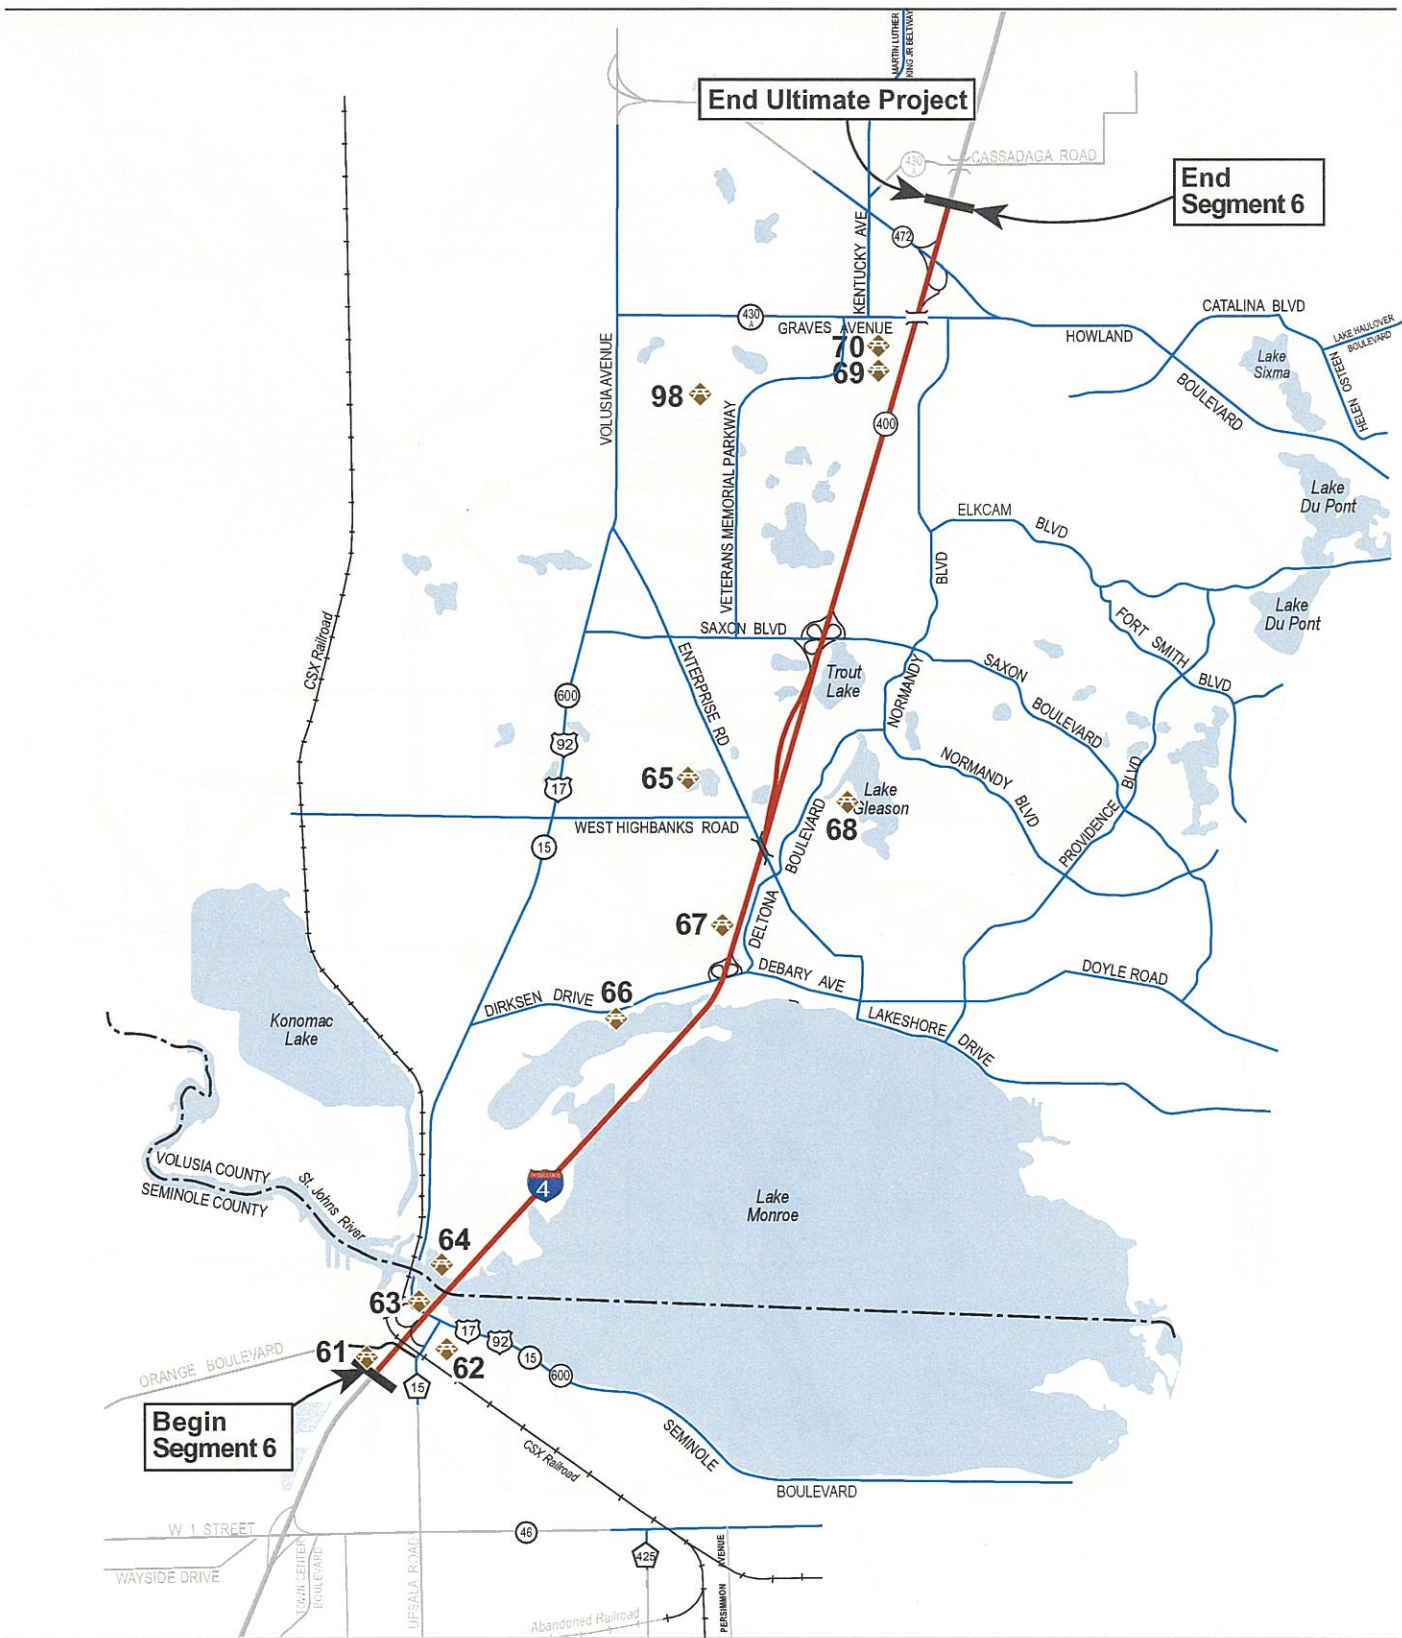 MARTIN LUTHER
KING JR BELTWAY
End Ultimate Project
430
A
CASSADAGA ROAD
End
Segment 6
KENTUCKY AVE
472
CATALINA BLVD
LAKE HAULOVER
BOULEVARD
430
A
GRAVES AVENUE
HOWLAND
BOULEVARD
HELEN OSTEEN
Lake
Sixma
VOLUSIA AVENUE
70
69
98
400
VETERANS MEMORIAL PARKWAY
Lake
Du Pont
ELKCAM
BLVD
BLVD
CSX Railroad
Lake
Du Pont
FORT SMITH
BLVD
SAXON BLVD
ENTERPRISE RD
Trout
Lake
NORMANDY
SAXON
BOULEVARD
600
92
17
65
NORMANDY
BLVD
BLVD
PROVIDENCE
Lake
Gleason
68
BOULEVARD
DELTONA
WEST HIGHBANKS ROAD
15
67
DEBARY AVE
DOYLE ROAD
DIRKSEN DRIVE
66
LAKESHORE
DRIVE
Konomac
Lake
VOLUSIA COUNTY
SEMINOLE COUNTY
St. Johns River
INTERSTATE
4
Lake
Monroe
64
63
61
62
17
92
15
600
15
ORANGE BOULEVARD
Begin
Segment 6
CSX Railroad
SEMINOLE
BOULEVARD
W 1 STREET
46
425
WAYSIDE DRIVE
TOWN CENTER
BOULEVARD
UPSALA ROAD
PERSIMMON AVENUE
Abandoned Railroad